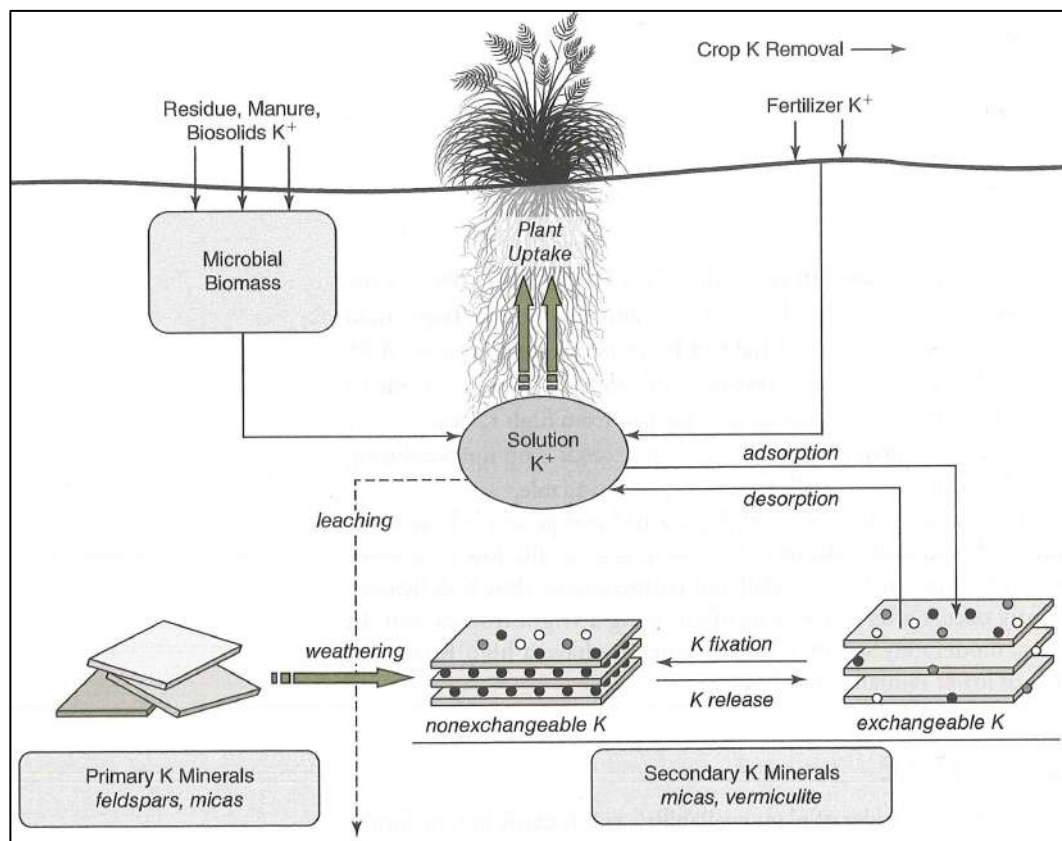 Crop K Removal
Residue, Manure,
Biosolids K⁺
Fertilizer K⁺
Plant
Uptake
Microbial
Biomass
Solution
K⁺
adsorption
desorption
leaching
weathering
K fixation
K release
nonexchangeable K
exchangeable K
Primary K Minerals
feldspars, micas
Secondary K Minerals
micas, vermiculite